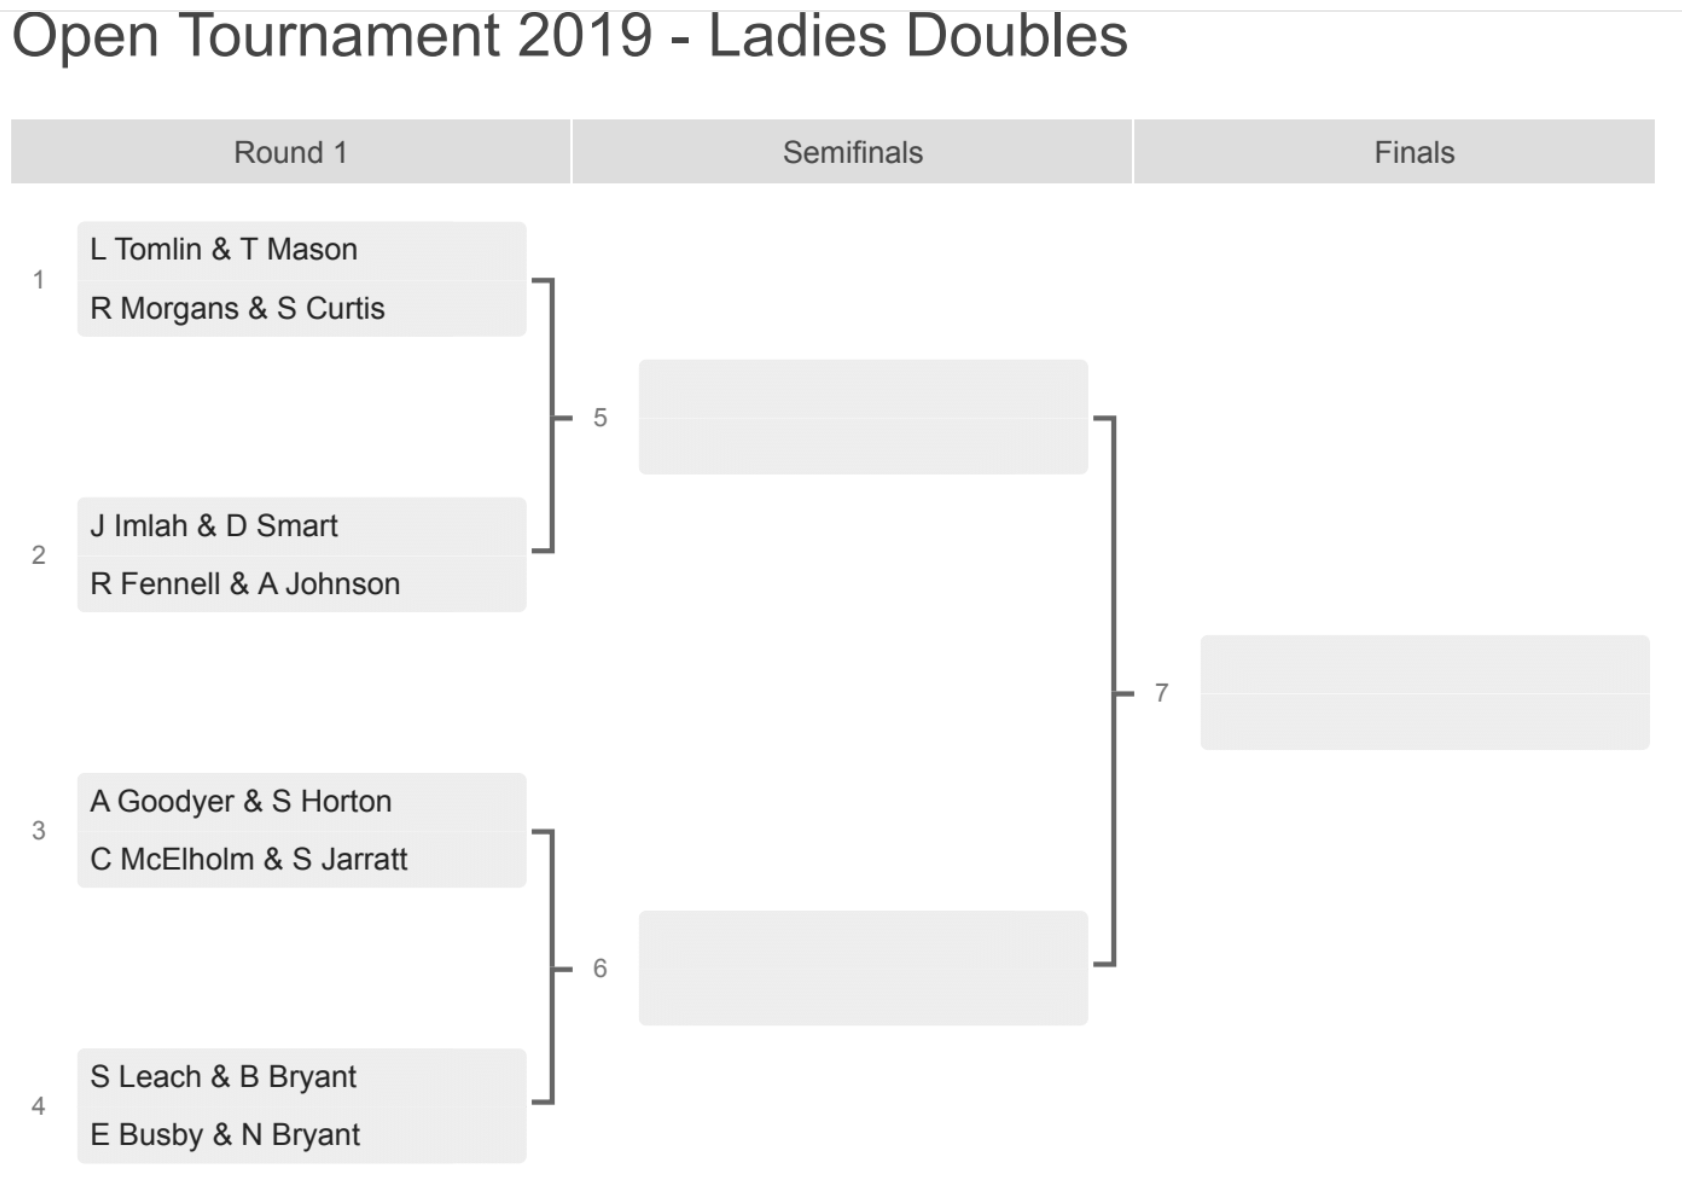 Open Tournament 2019 - Ladies Doubles
Round 1
Semifinals
Finals
1
L Tomlin & T Mason
R Morgans & S Curtis
5
2
J Imlah & D Smart
R Fennell & A Johnson
7
3
A Goodyer & S Horton
C McElholm & S Jarratt
6
4
S Leach & B Bryant
E Busby & N Bryant